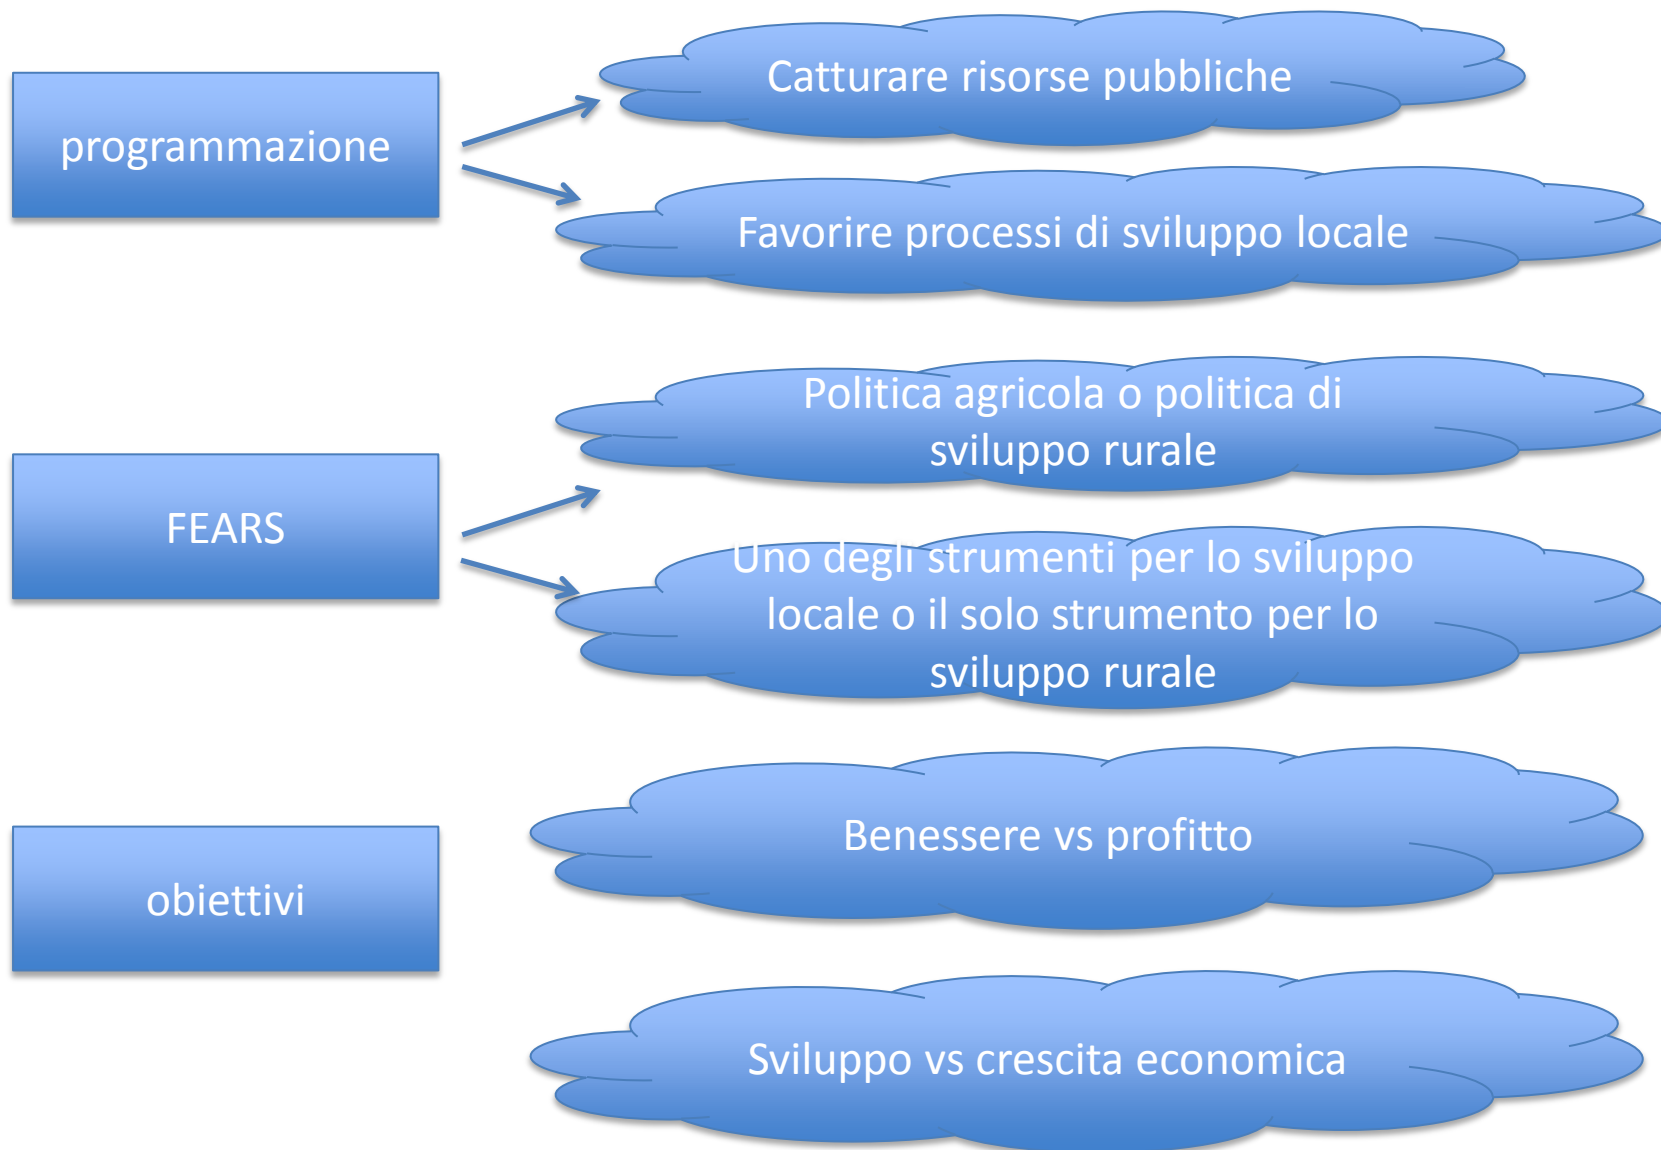 programmazione
Catturare risorse pubbliche
Favorire processi di sviluppo locale
FEARS
Politica agricola o politica di
sviluppo rurale
Uno degli strumenti per lo sviluppo
locale o il solo strumento per lo
sviluppo rurale
obiettivi
Benessere vs profitto
Sviluppo vs crescita economica